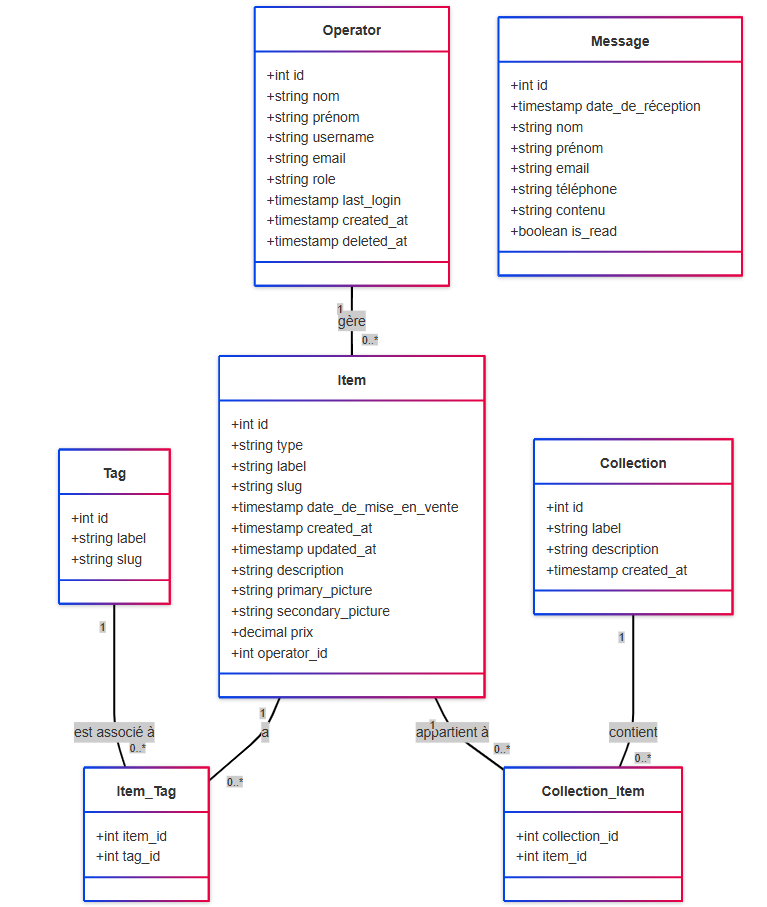 Operator
+int id
+string nom
+string prénom
+string username
+string email
+string role
+timestamp last_login
+timestamp created_at
+timestamp deleted_at
Message
+int id
+timestamp date_de_réception
+string nom
+string prénom
+string email
+string téléphone
+string contenu
+boolean is_read
1
gère
0..*
Item
+int id
+string type
+string label
+string slug
+timestamp date_de_mise_en_vente
+timestamp created_at
+timestamp updated_at
+string description
+string primary_picture
+string secondary_picture
+decimal prix
+int operator_id
Tag
+int id
+string label
+string slug
Collection
+int id
+string label
+string description
+timestamp created_at
1
est associé à
0..*
1
a
0..*
1
appartient à
0..*
1
contient
0..*
Item_Tag
+int item_id
+int tag_id
Collection_Item
+int collection_id
+int item_id